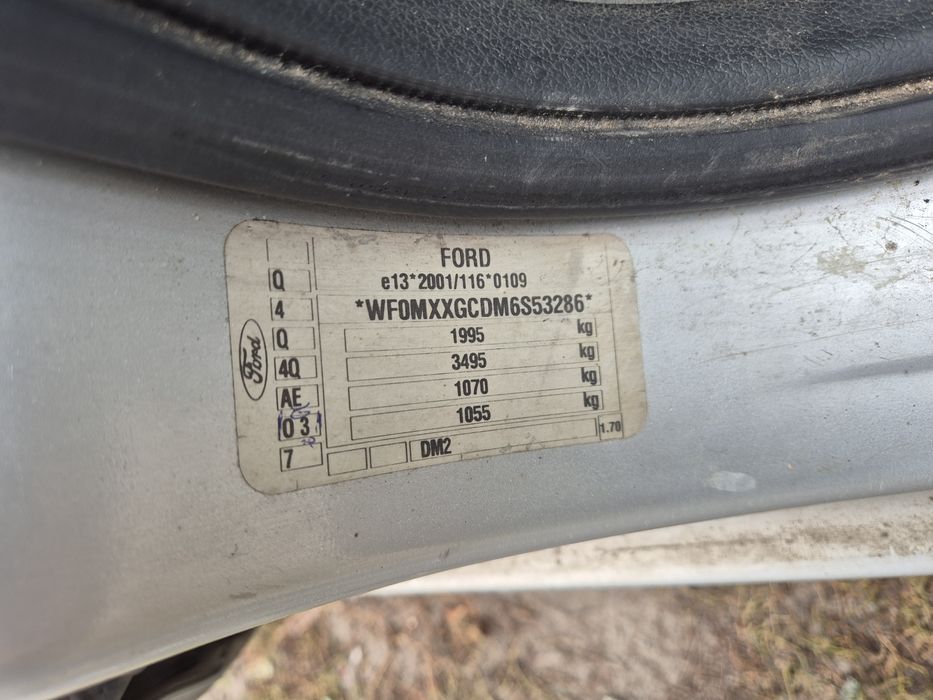 FORD
e13*2001/116*0109
*WF0MXXGCDM6S53286*
1995 kg
3495 kg
1070 kg
1055 kg
DM2
1.70
Ford
Q
4
Q
4Q
AE
03
7